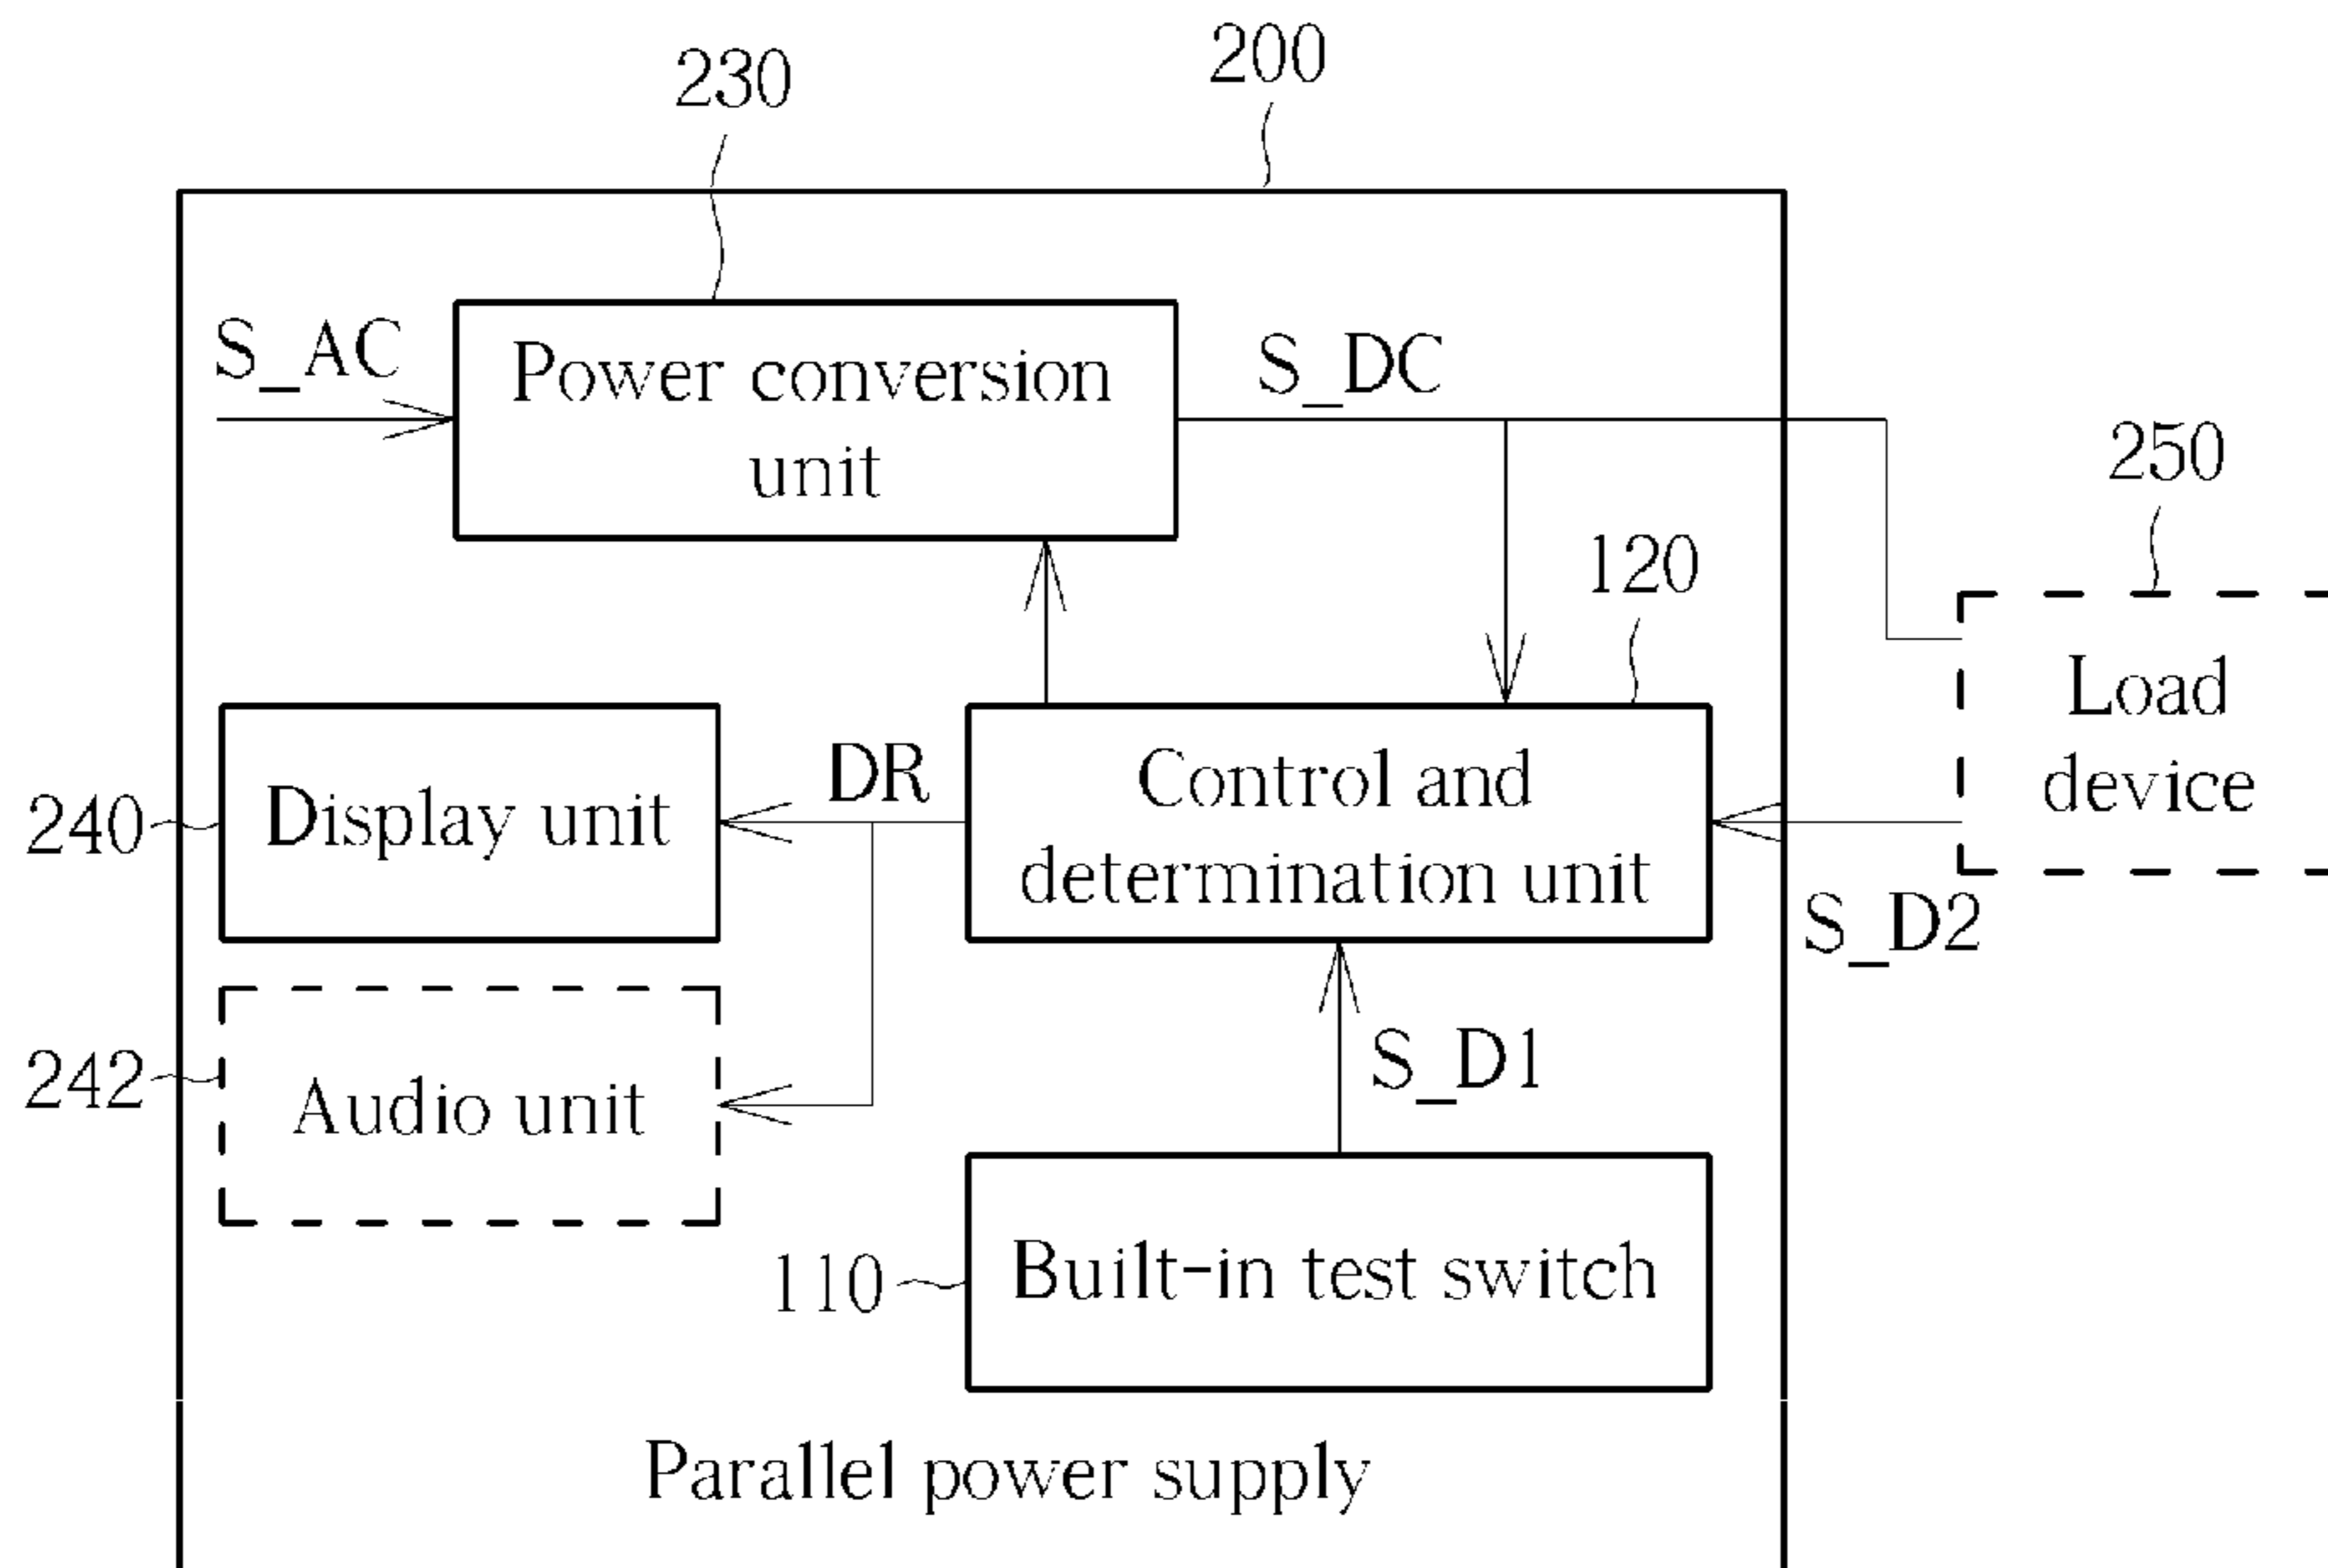 230
200
S_AC
Power conversion
unit
S_DC
250
120
Load
device
DR
Control and
determination unit
240
Display unit
S_D2
242
Audio unit
S_D1
110
Built-in test switch
Parallel power supply